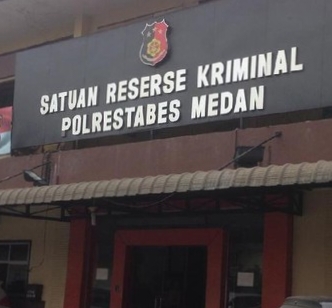 SATUAN RESERSE KRIMINAL
POLRESTABES MEDAN